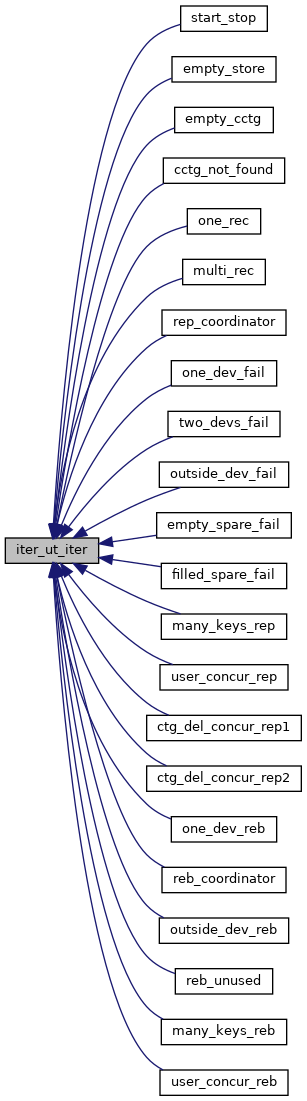 start_stop
empty_store
empty_cctg
cctg_not_found
one_rec
multi_rec
rep_coordinator
one_dev_fail
two_devs_fail
outside_dev_fail
empty_spare_fail
iter_ut_iter
filled_spare_fail
many_keys_rep
user_concur_rep
ctg_del_concur_rep1
ctg_del_concur_rep2
one_dev_reb
reb_coordinator
outside_dev_reb
reb_unused
many_keys_reb
user_concur_reb